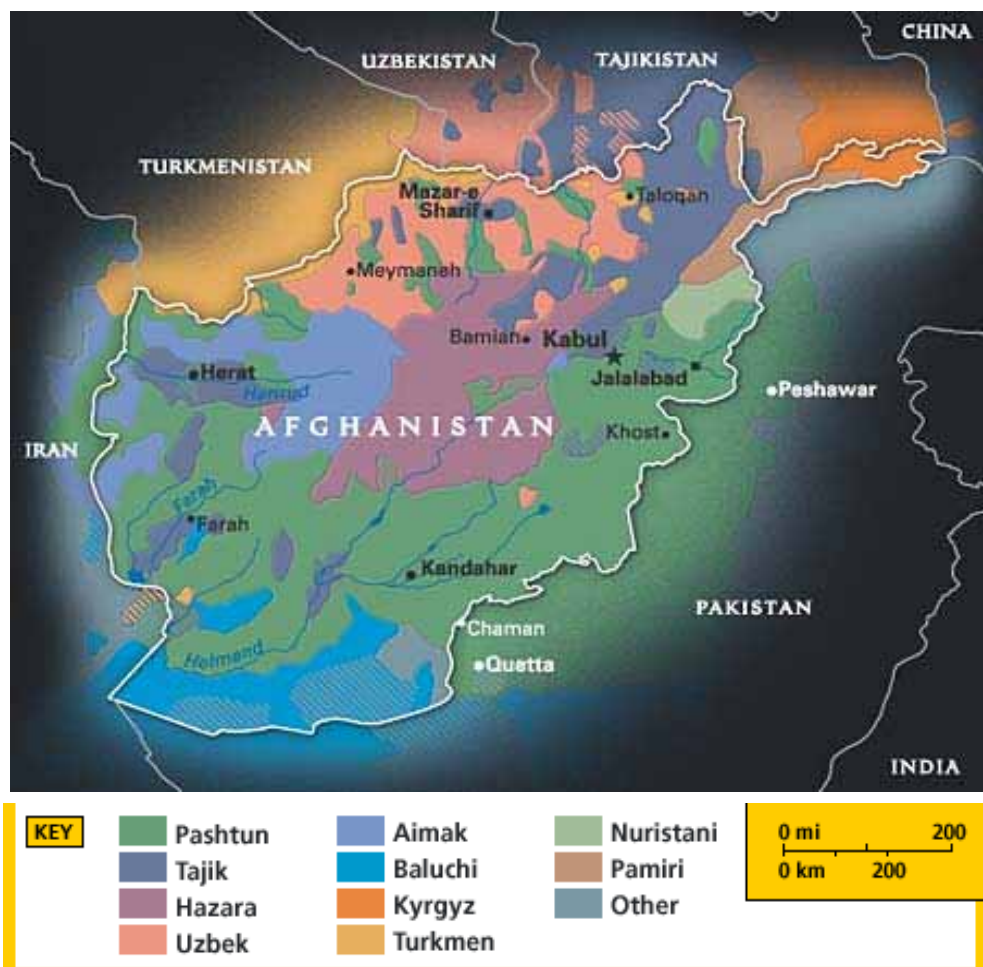 CHINA
UZBEKISTAN
TAJIKISTAN
TURKMENISTAN
Mazar-e
Sharif
Taloqan
Meymaneh
Bamian
Kabul
Jalalabad
Peshawar
Herat
Harirud
AFGHANISTAN
Khost
IRAN
Farah
Farah
Kandahar
PAKISTAN
Chaman
Helmand
Quetta
INDIA
KEY
Pashtun
Tajik
Hazara
Uzbek
Aimak
Baluchi
Kyrgyz
Turkmen
Nuristani
Pamiri
Other
0 mi 200
0 km 200